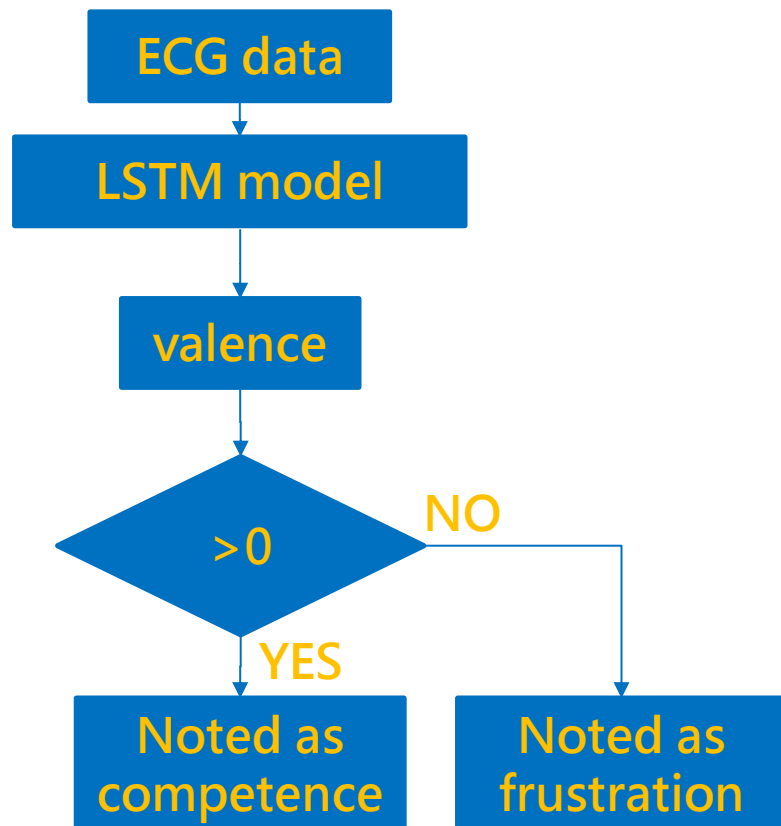 ECG data
LSTM model
valence
>0
NO
YES
Noted as
competence
Noted as
frustration